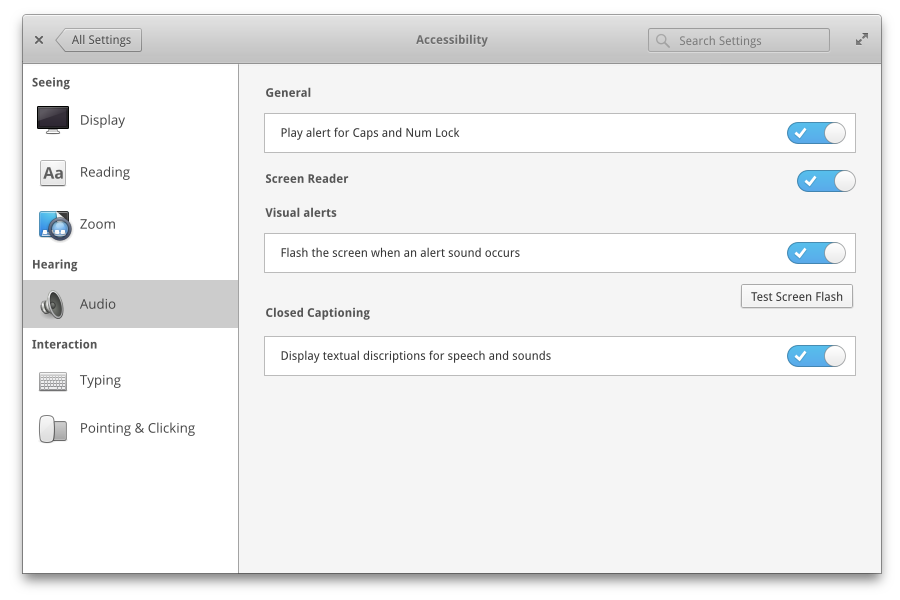 All Settings
Accessibility
Search Settings
Seeing
Display
Aa
Reading
Zoom
Hearing
Audio
Interaction
Typing
Pointing & Clicking
General
Play alert for Caps and Num Lock
Screen Reader
Visual alerts
Flash the screen when an alert sound occurs
Test Screen Flash
Closed Captioning
Display textual discriptions for speech and sounds